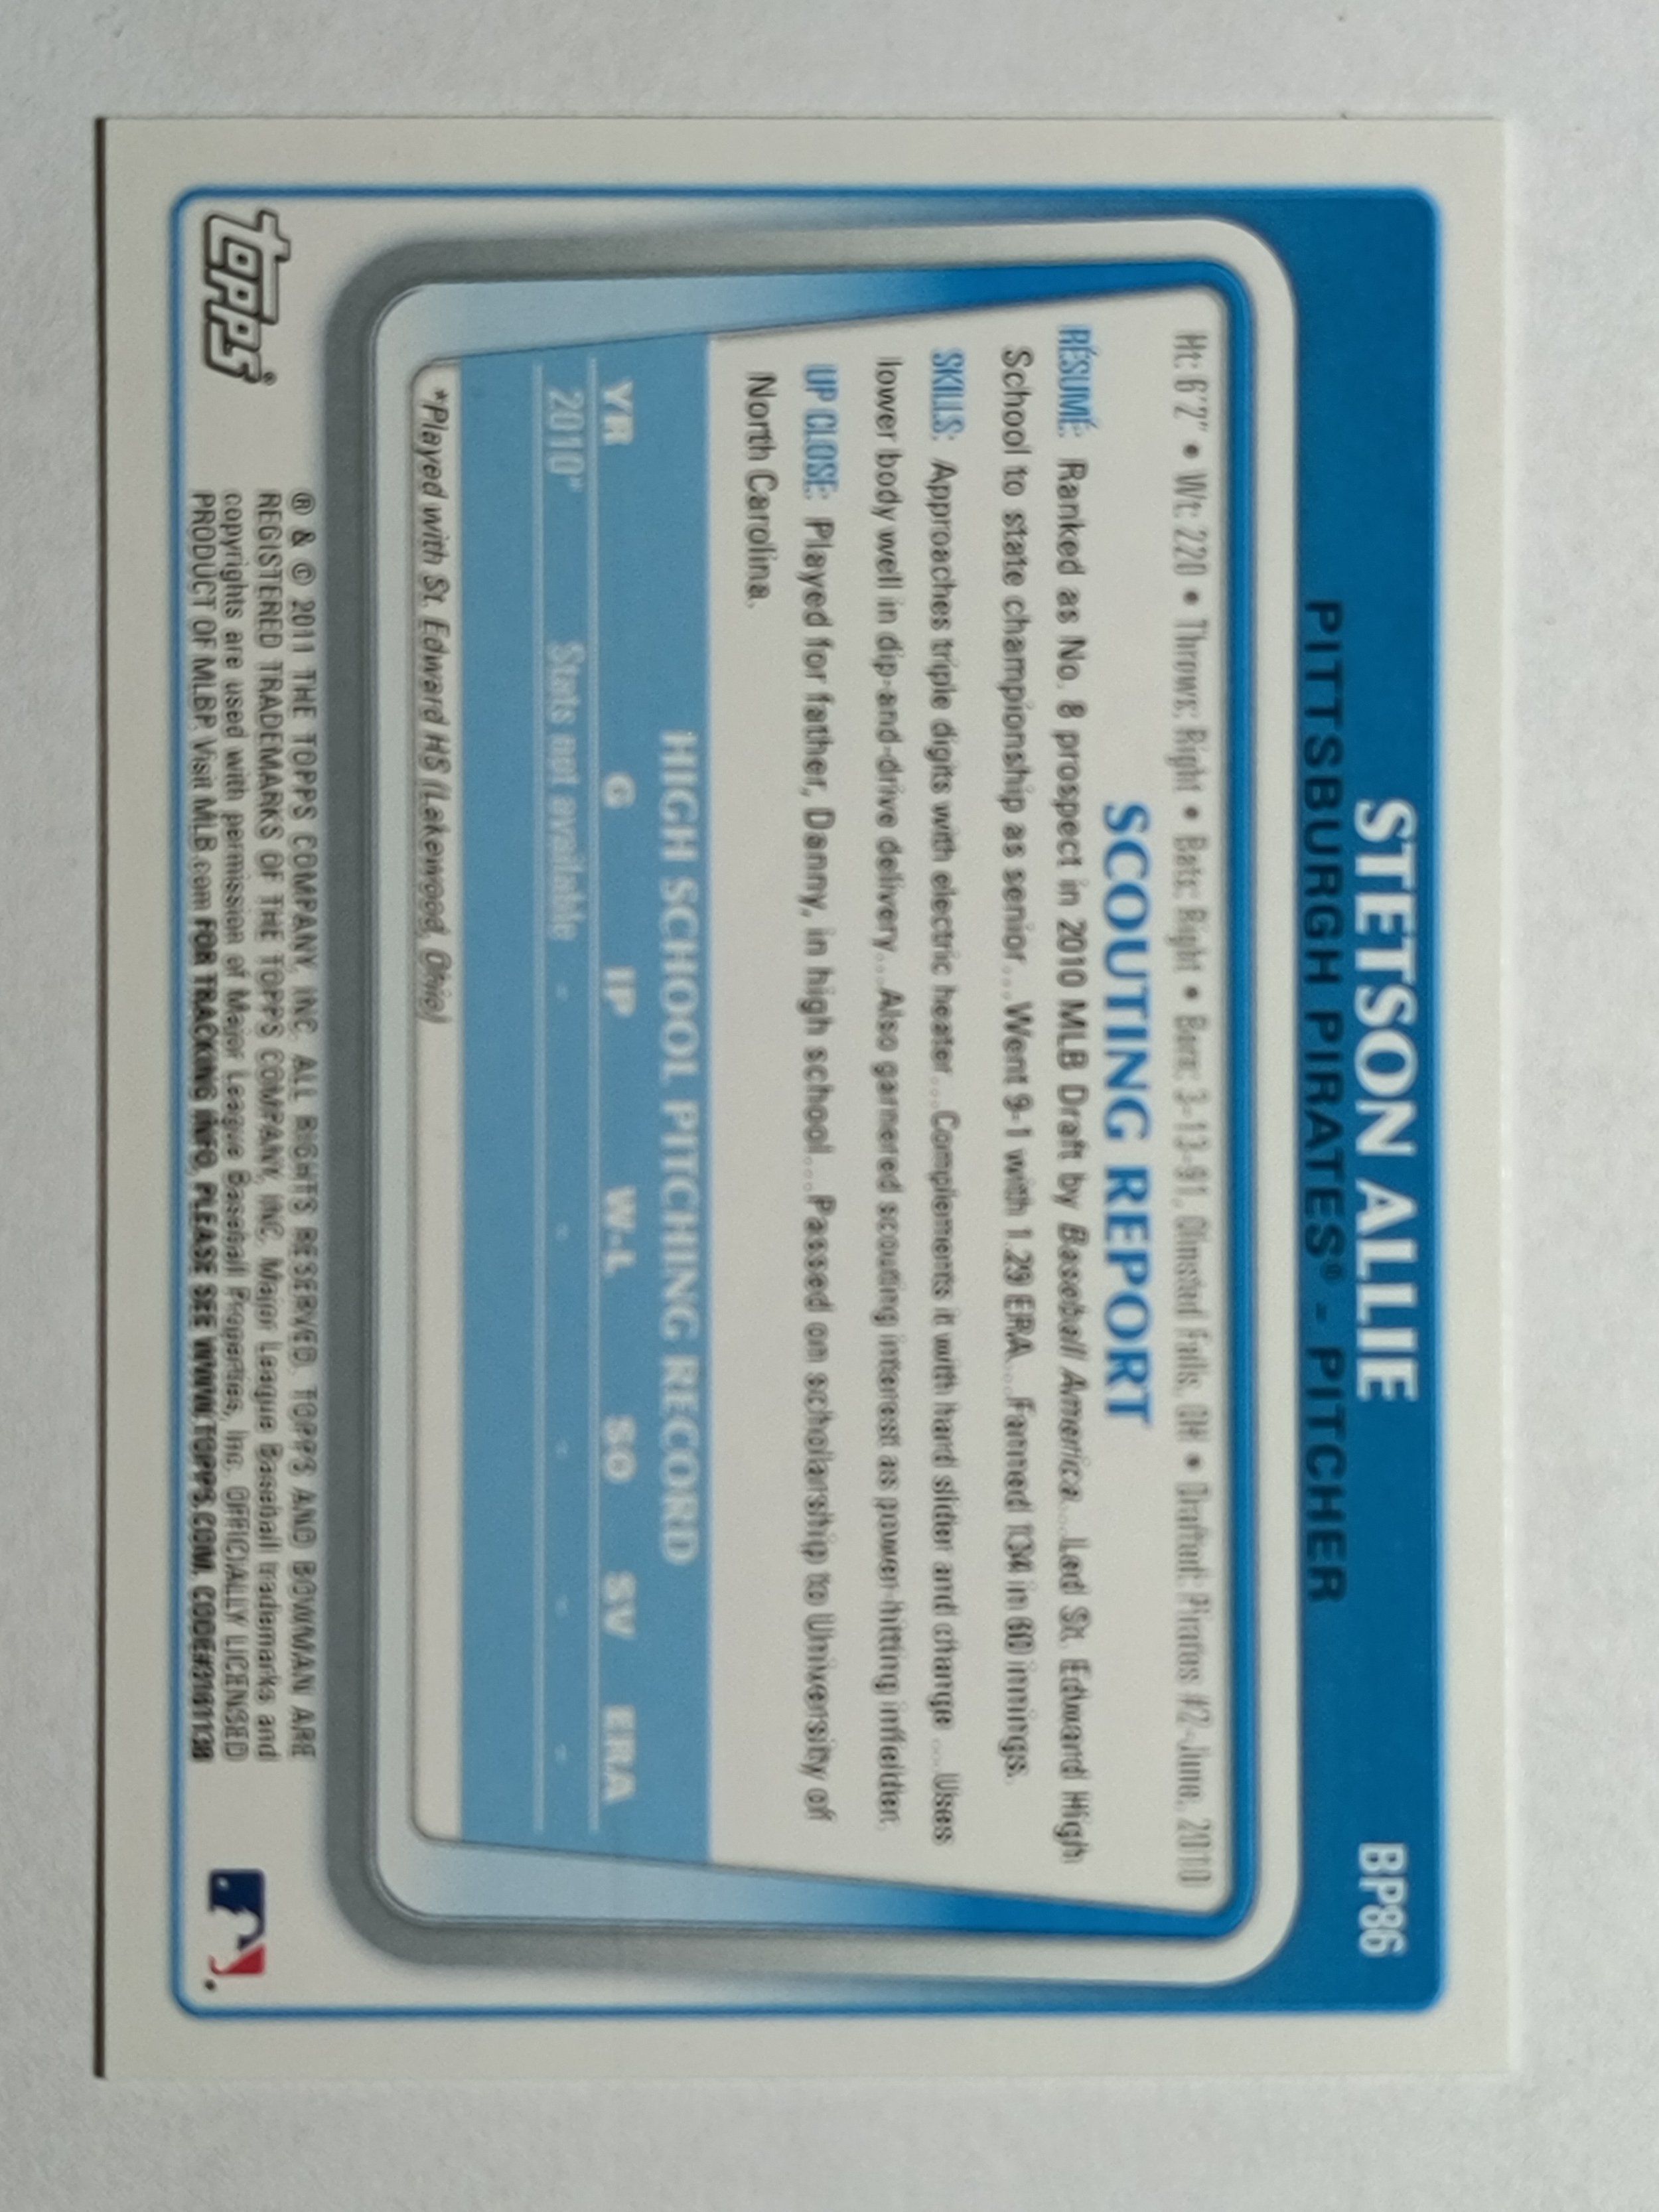 STETSON ALLIE
BP86
PITTSBURGH PIRATES® - PITCHER
Ht: 6'2" • Wt: 220 • Throws: Right • Bats: Right • Born: 3-13-91, Olmsted Falls, OH • Drafted: Pirates #2-June, 2010
SCOUTING REPORT
RÉSUMÉ: Ranked as No. 8 prospect in 2010 MLB Draft by Baseball America...Led St. Edward High
School to state championship as senior...Went 9-1 with 1.29 ERA...Fanned 134 in 60 innings.
SKILLS: Approaches triple digits with electric heater...Complements it with hard slider and change ...Uses
lower body well in dip-and-drive delivery...Also garnered scouting interest as power-hitting infielder.
UP CLOSE: Played for father, Danny, in high school...Passed on scholarship to University of
North Carolina.
HIGH SCHOOL PITCHING RECORD
YR G IP W-L SO SV ERA
2010* Stats not available - - - - -
*Played with St. Edward HS (Lakewood, Ohio)
® & © 2011 THE TOPPS COMPANY, INC. ALL RIGHTS RESERVED. TOPPS AND BOWMAN ARE
REGISTERED TRADEMARKS OF THE TOPPS COMPANY, INC. Major League Baseball trademarks and
copyrights are used with permission of Major League Baseball Properties, Inc. OFFICIALLY LICENSED
PRODUCT OF MLBP. Visit MLB.com FOR TRACKING INFO, PLEASE SEE WWW.TOPPS.COM.
topps®